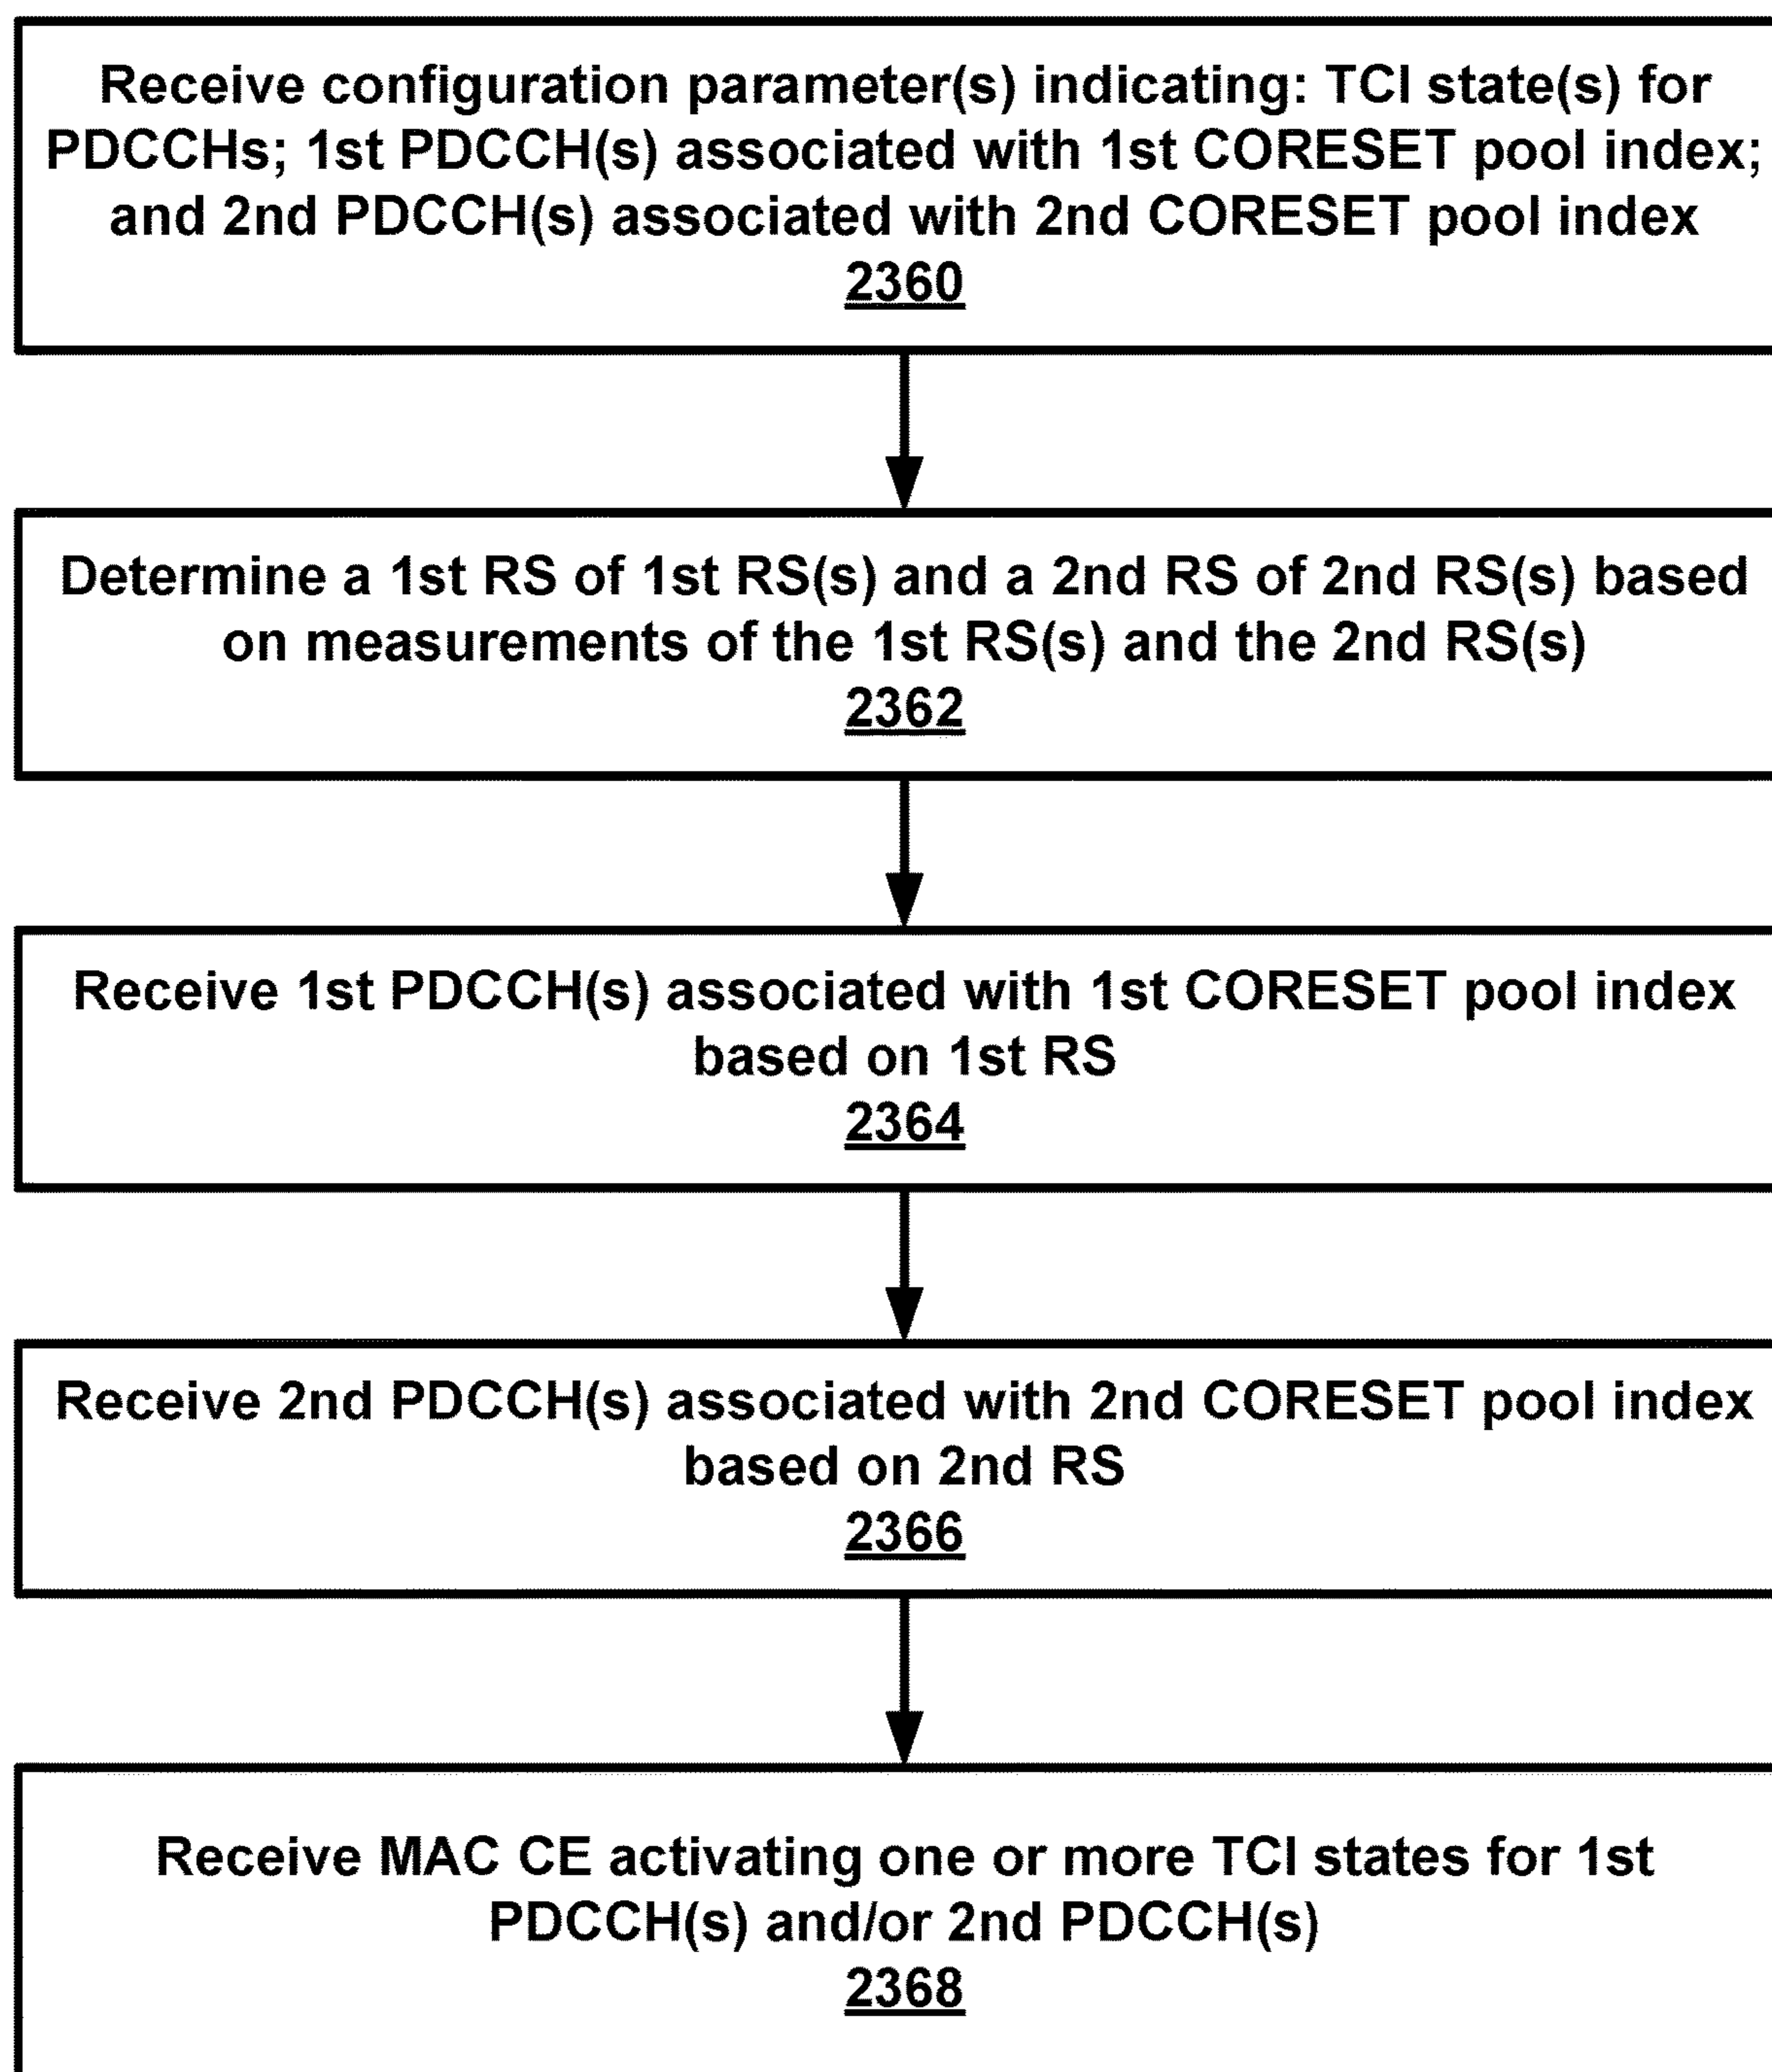 Receive configuration parameter(s) indicating: TCI state(s) for
PDCCHs; 1st PDCCH(s) associated with 1st CORESET pool index;
and 2nd PDCCH(s) associated with 2nd CORESET pool index
2360
Determine a 1st RS of 1st RS(s) and a 2nd RS of 2nd RS(s) based
on measurements of the 1st RS(s) and the 2nd RS(s)
2362
Receive 1st PDCCH(s) associated with 1st CORESET pool index
based on 1st RS
2364
Receive 2nd PDCCH(s) associated with 2nd CORESET pool index
based on 2nd RS
2366
Receive MAC CE activating one or more TCI states for 1st
PDCCH(s) and/or 2nd PDCCH(s)
2368